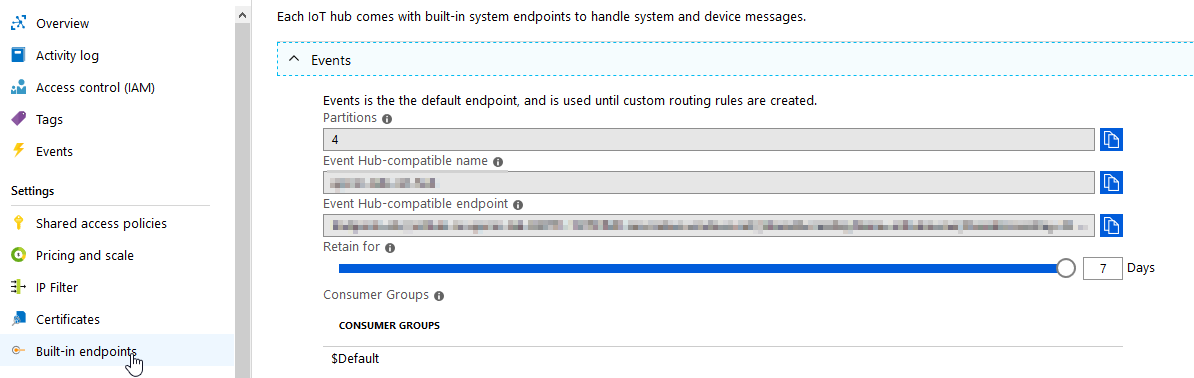 Overview
Activity log
Access control (IAM)
Tags
Events
Settings
Shared access policies
Pricing and scale
IP Filter
Certificates
Built-in endpoints
Each IoT hub comes with built-in system endpoints to handle system and device messages.
Events
Events is the the default endpoint, and is used until custom routing rules are created.
Partitions
4
Event Hub-compatible name
Event Hub-compatible endpoint
Retain for
7 Days
Consumer Groups
CONSUMER GROUPS
$Default